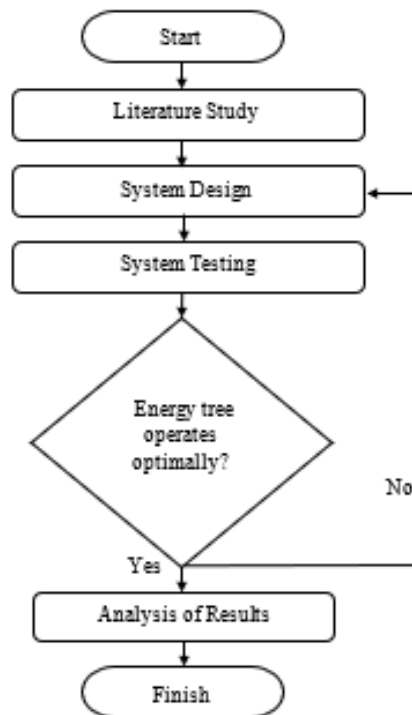 Start
Literature Study
System Design
System Testing
Energy tree
operates
optimally?
No
Yes
Analysis of Results
Finish